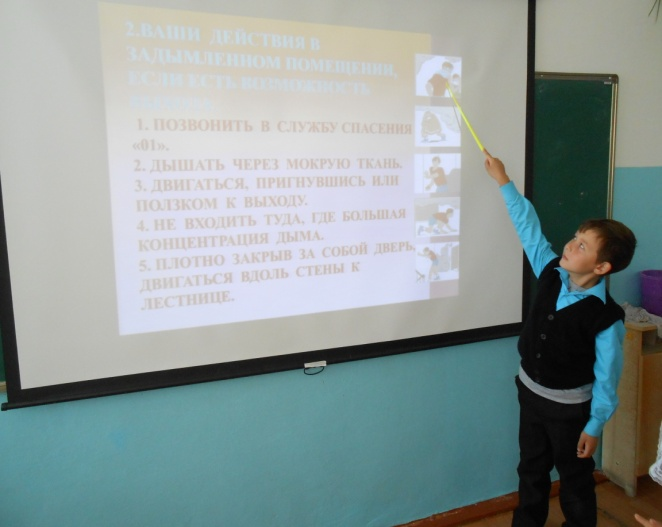 2.ВАШИ ДЕЙСТВИЯ В
ЗАДЫМЛЕННОМ ПОМЕЩЕНИИ,
ЕСЛИ ЕСТЬ ВОЗМОЖНОСТЬ
1. ПОЗВОНИТЬ В СЛУЖБУ СПАСЕНИЯ
«01».
2. ДЫШАТЬ ЧЕРЕЗ МОКРУЮ ТКАНЬ.
3. ДВИГАТЬСЯ, ПРИГНУВШИСЬ ИЛИ
ПОЛЗКОМ К ВЫХОДУ.
4. НЕ ВХОДИТЬ ТУДА, ГДЕ БОЛЬШАЯ
КОНЦЕНТРАЦИЯ ДЫМА.
5. ПЛОТНО ЗАКРЫВ ЗА СОБОЙ ДВЕРЬ,
ДВИГАТЬСЯ ВДОЛЬ СТЕНЫ К
ЛЕСТНИЦЕ.